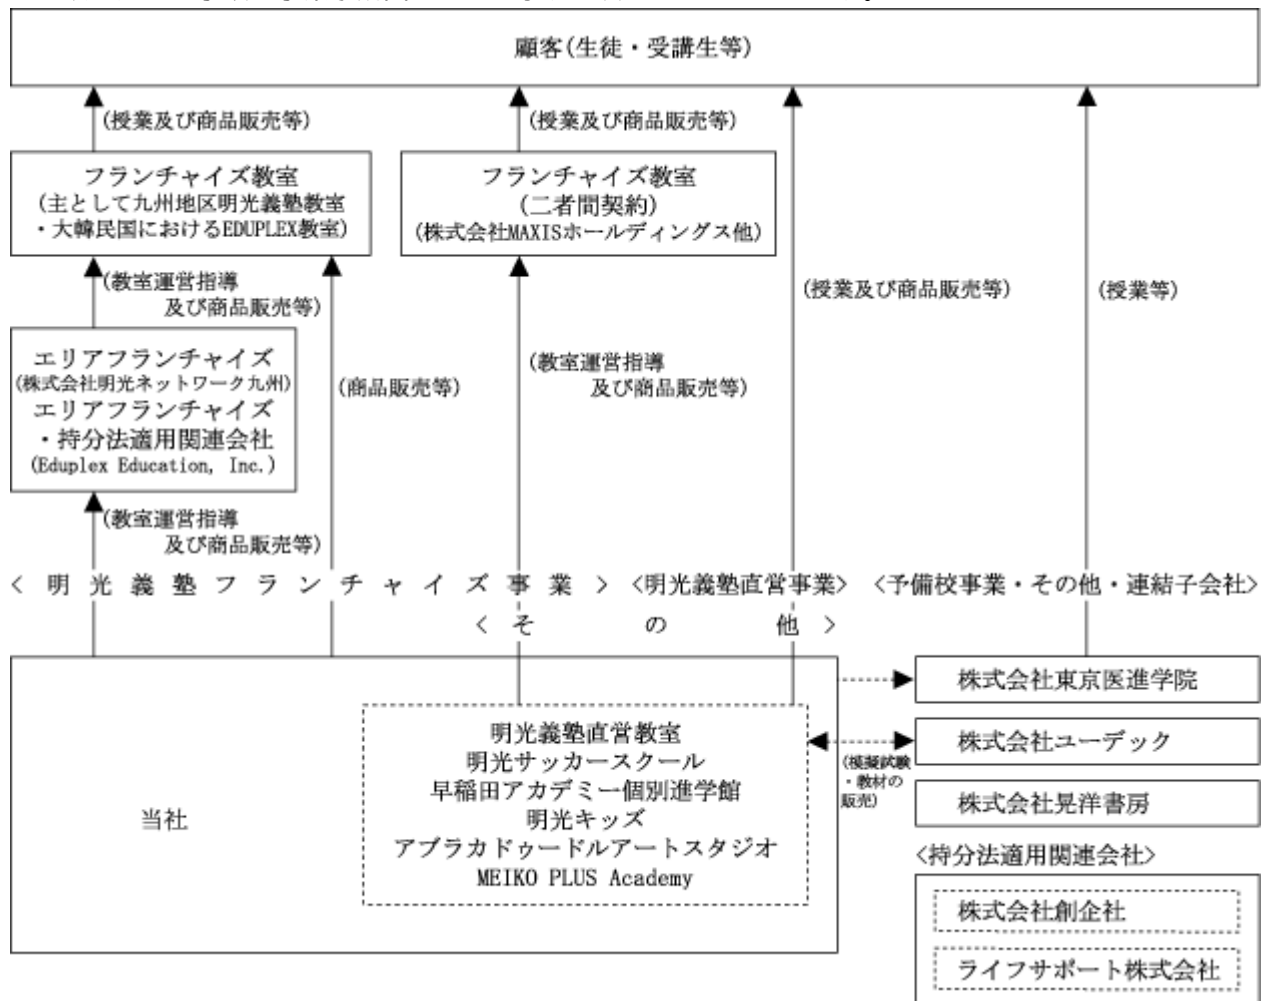 顧客(生徒・受講生等)
(授業及び商品販売等)
(授業及び商品販売等)
フランチャイズ教室
(主として九州地区明光義塾教室
・大韓民国におけるEDUPLEX教室)
フランチャイズ教室
(二者間契約)
(株式会社MAXISホールディングス他)
(教室運営指導
及び商品販売等)
(授業及び商品販売等)
(授業等)
エリアフランチャイズ
(株式会社明光ネットワーク九州)
エリアフランチャイズ
・持分法適用関連会社
(Eduplex Education, Inc.)
(商品販売等)
(教室運営指導
及び商品販売等)
(教室運営指導
及び商品販売等)
<明光義塾フランチャイズ事業>
<明光義塾直営事業>
<予備校事業・その他・連結子会社>
<その他>
当社
明光義塾直営教室
明光サッカースクール
早稲田アカデミー個別進学館
明光キッズ
アブラカドゥードルアートスタジオ
MEIKO PLUS Academy
株式会社東京医進学院
株式会社ユーデック
(模擬試験
・教材の
販売)
株式会社晃洋書房
<持分法適用関連会社>
株式会社創企社
ライフサポート株式会社